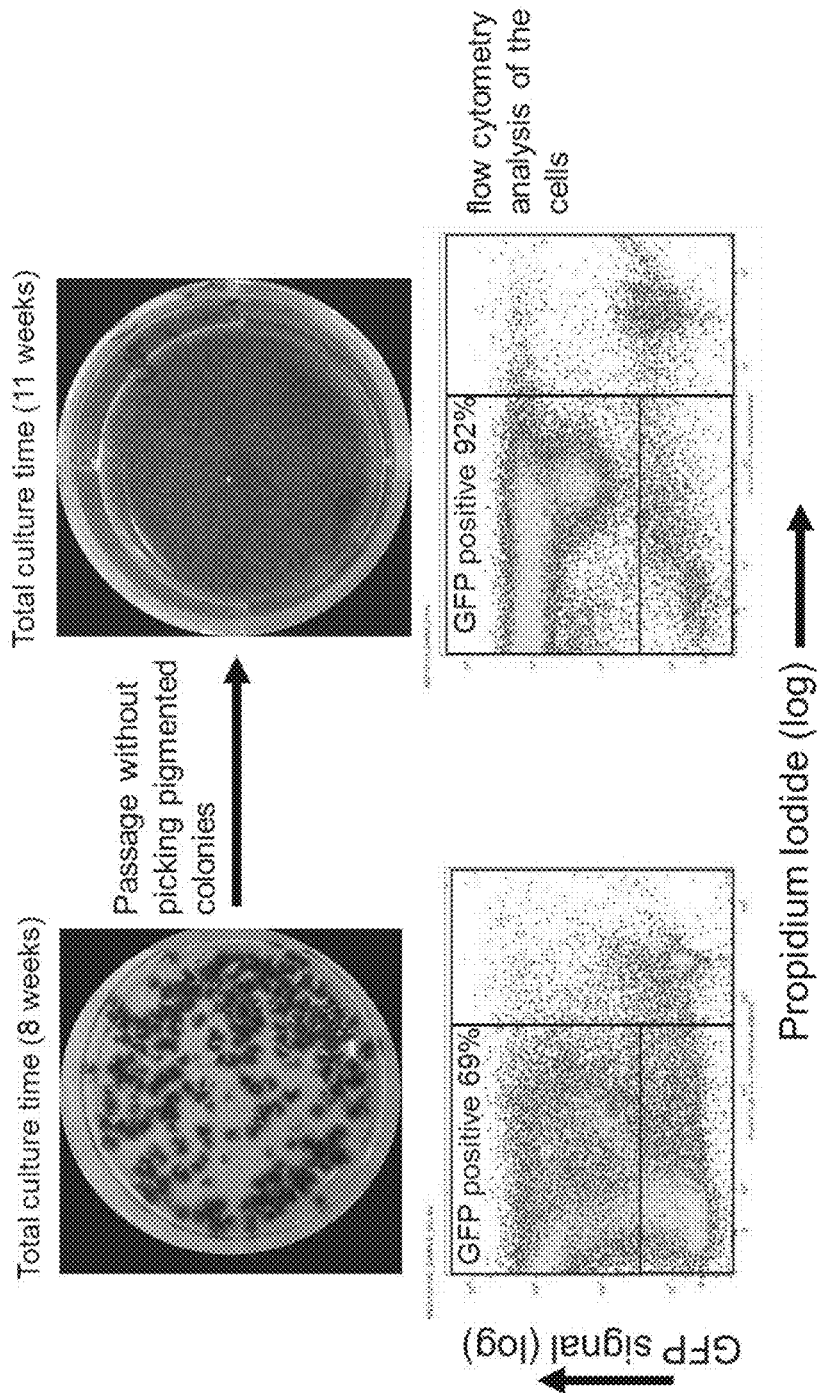 Total culture time (8 weeks)
Passage without
picking pigmented
colonies
Total culture time (11 weeks)
GFP signal (log)
GFP positive 69%
GFP positive 92%
flow cytometry
analysis of the
cells
Propidium Iodide (log)